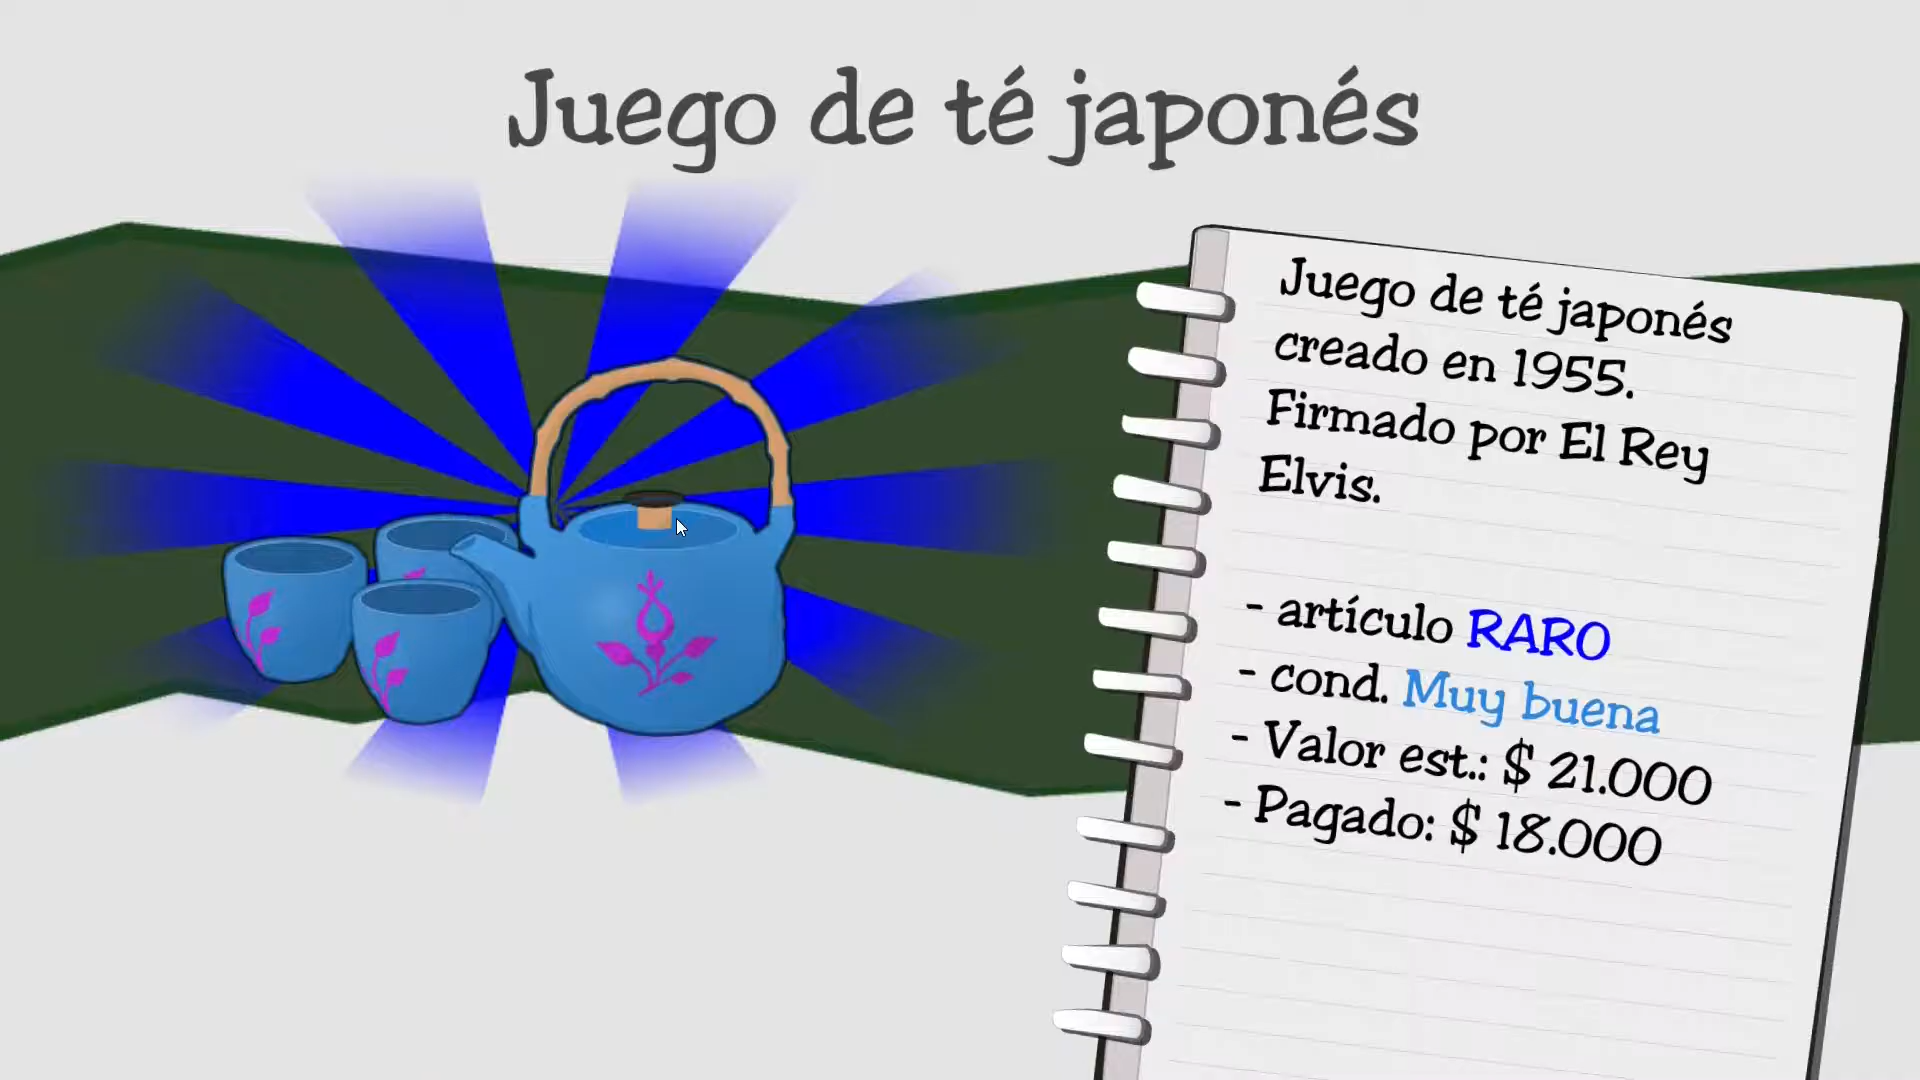 Juego de té japonés
Juego de té japonés
creado en 1955.
Firmado por El Rey
Elvis.
- artículo RARO
- cond. Muy buena
- Valor est.: $ 21.000
- Pagado: $ 18.000